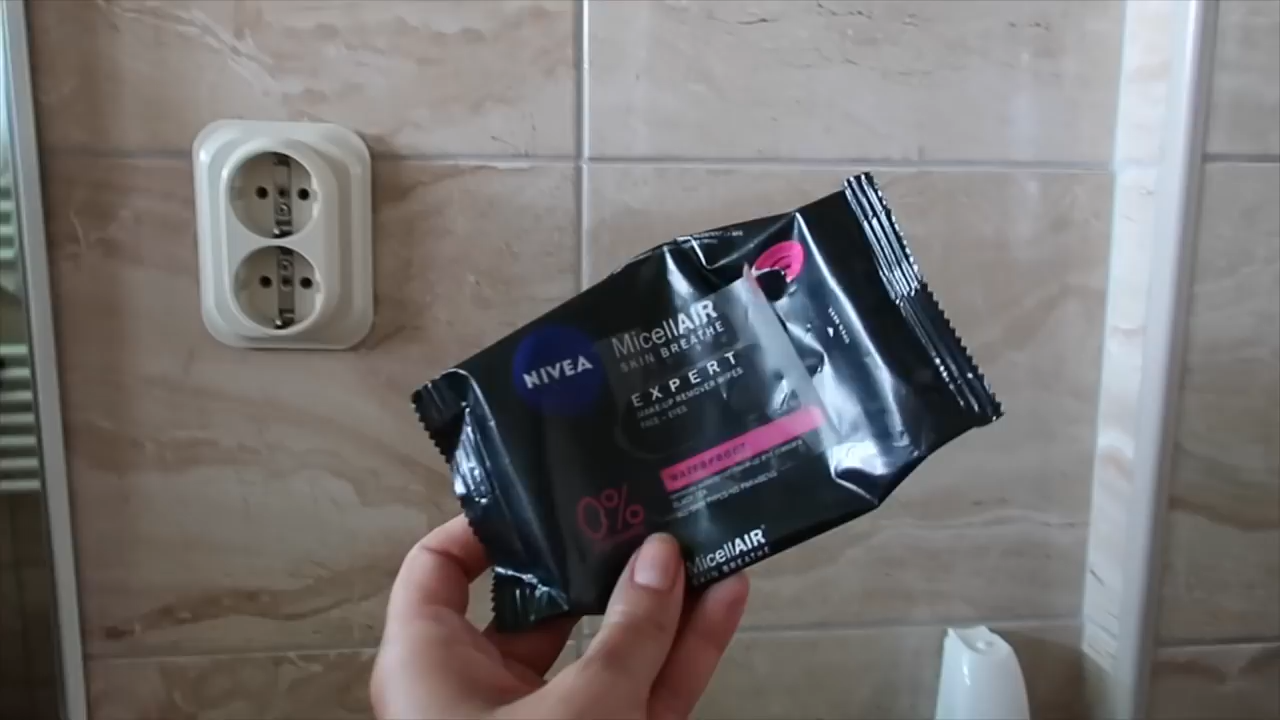 NIVEA
MicellAIR
SKIN BREATHE
EXPERT
MAKE-UP REMOVER WIPES
FACE + EYES
WATERPROOF
0%
MicellAIR®
SKIN BREATHE